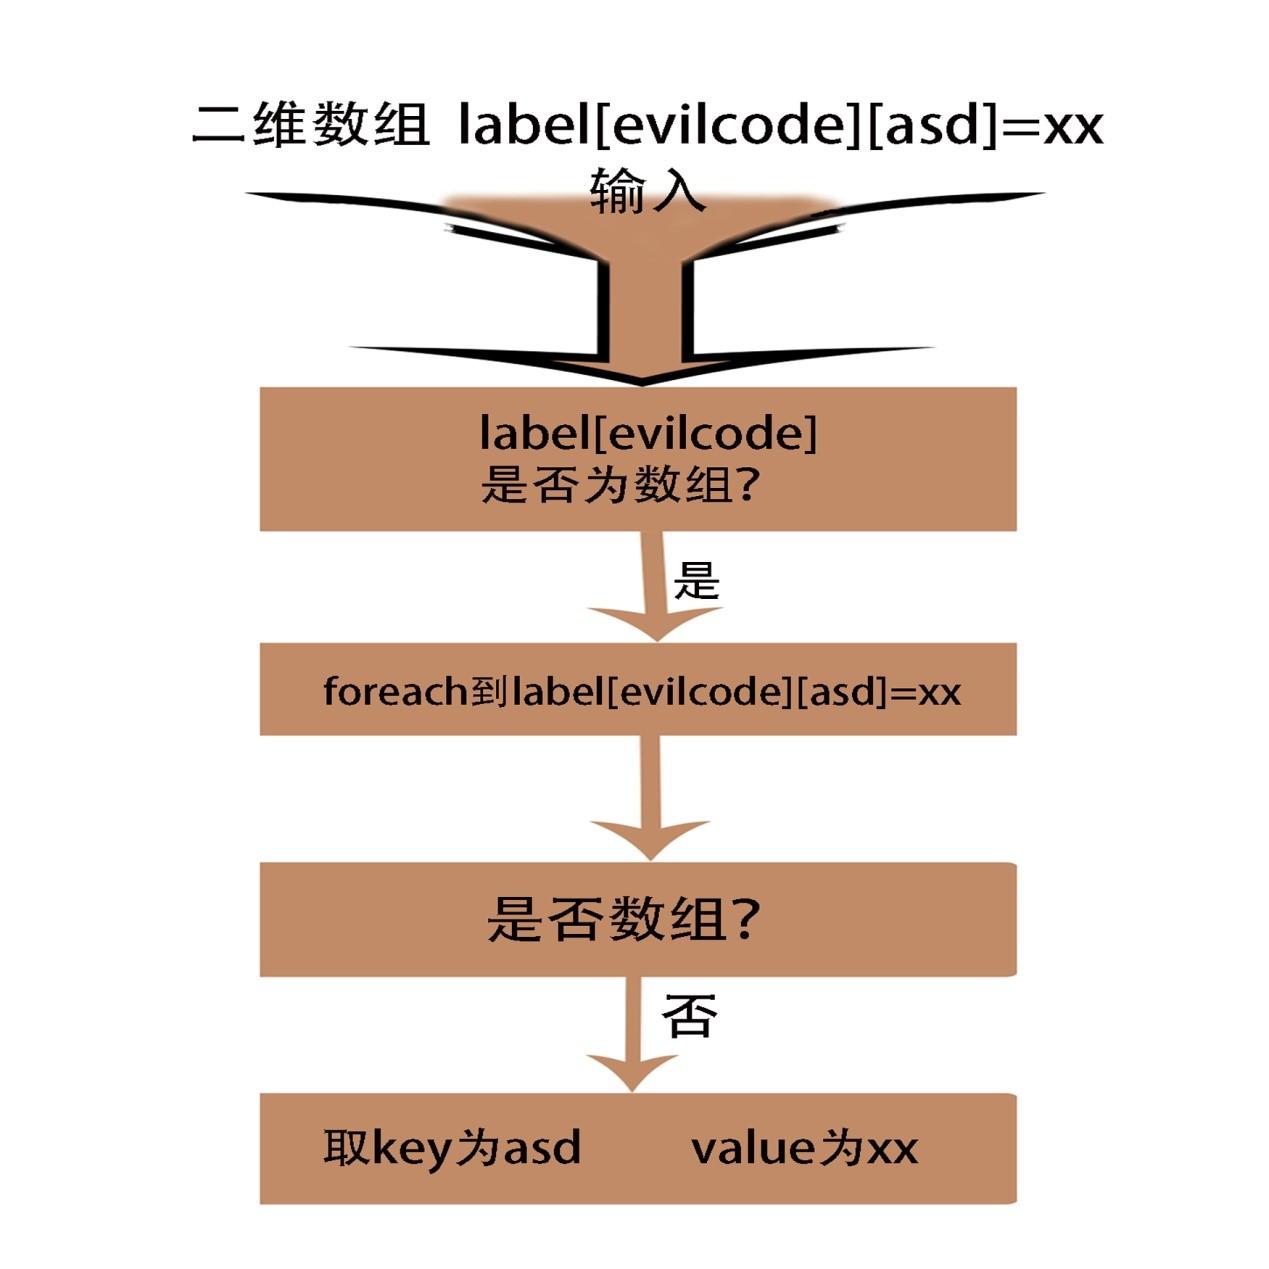 二维数组 label[evilcode][asd]=xx
输入
label[evilcode]
是否为数组?
是
foreach到label[evilcode][asd]=xx
是否数组?
否
取key为asd value为xx